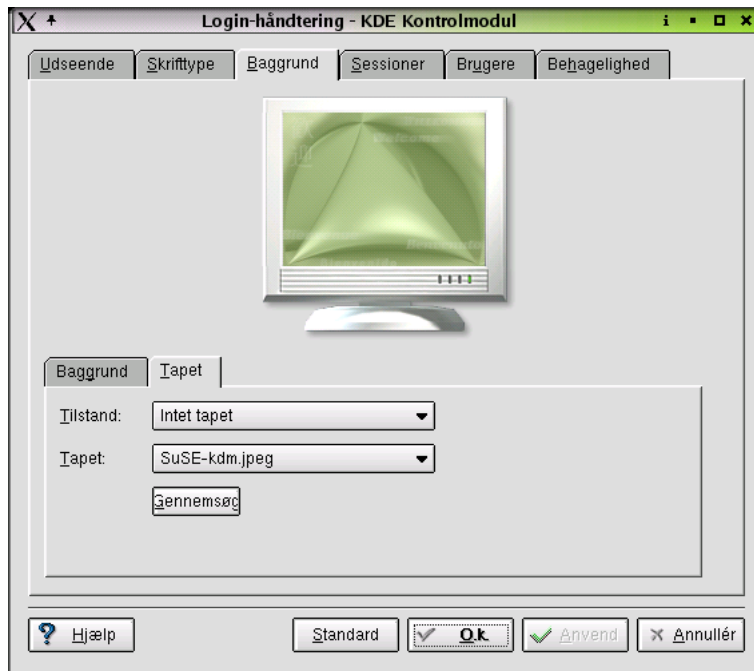 Login-håndtering - KDE Kontrolmodul
Udseende Skrifttype Baggrund Sessioner Brugere Behagelighed
Welcome
Baggrund Tapet
Tilstand: Intet tapet
Tapet: SuSE-kdm.jpeg
Gennemsøg
Hjælp Standard O.k. Anvend Annullér